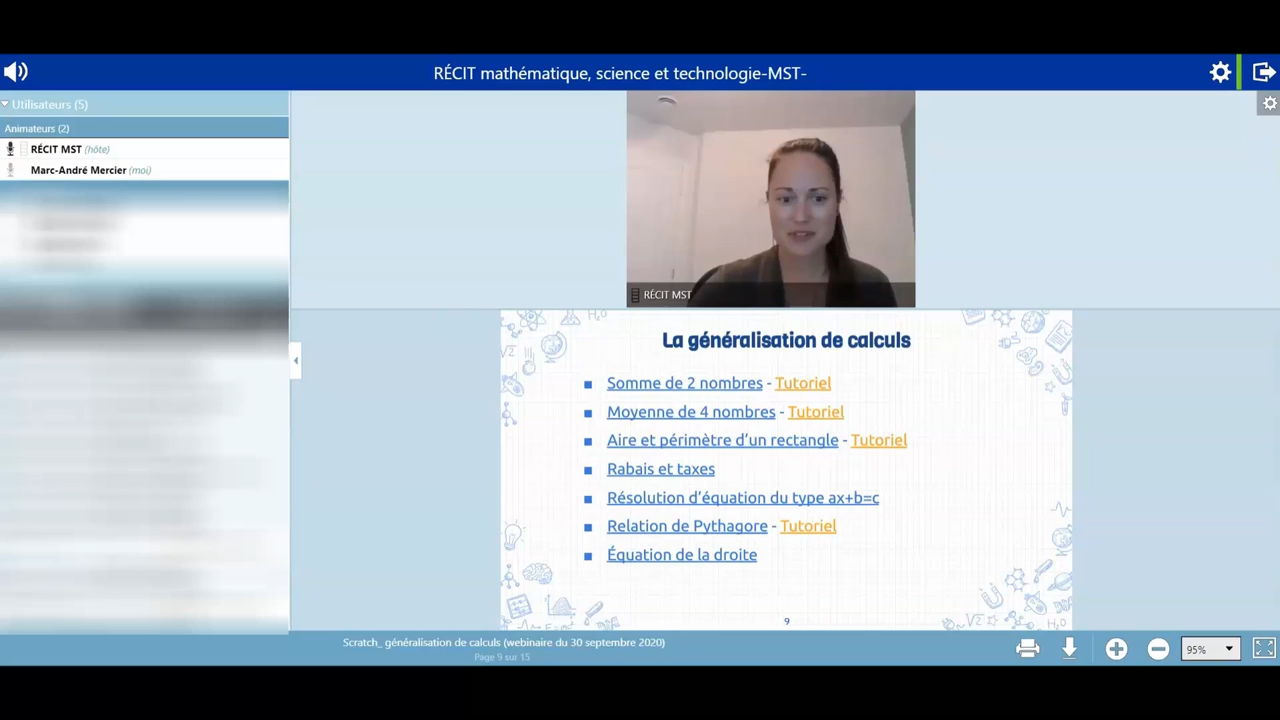 RÉCIT mathématique, science et technologie-MST-
Utilisateurs (5)
Animateurs (2)
RÉCIT MST (hôte)
Marc-André Mercier (moi)
RÉCIT MST
La généralisation de calculs
Somme de 2 nombres - Tutoriel
Moyenne de 4 nombres - Tutoriel
Aire et périmètre d'un rectangle - Tutoriel
Rabais et taxes
Résolution d'équation du type ax+b=c
Relation de Pythagore - Tutoriel
Équation de la droite
9
Scratch_ généralisation de calculs (webinaire du 30 septembre 2020)
Page 9 sur 15
95%